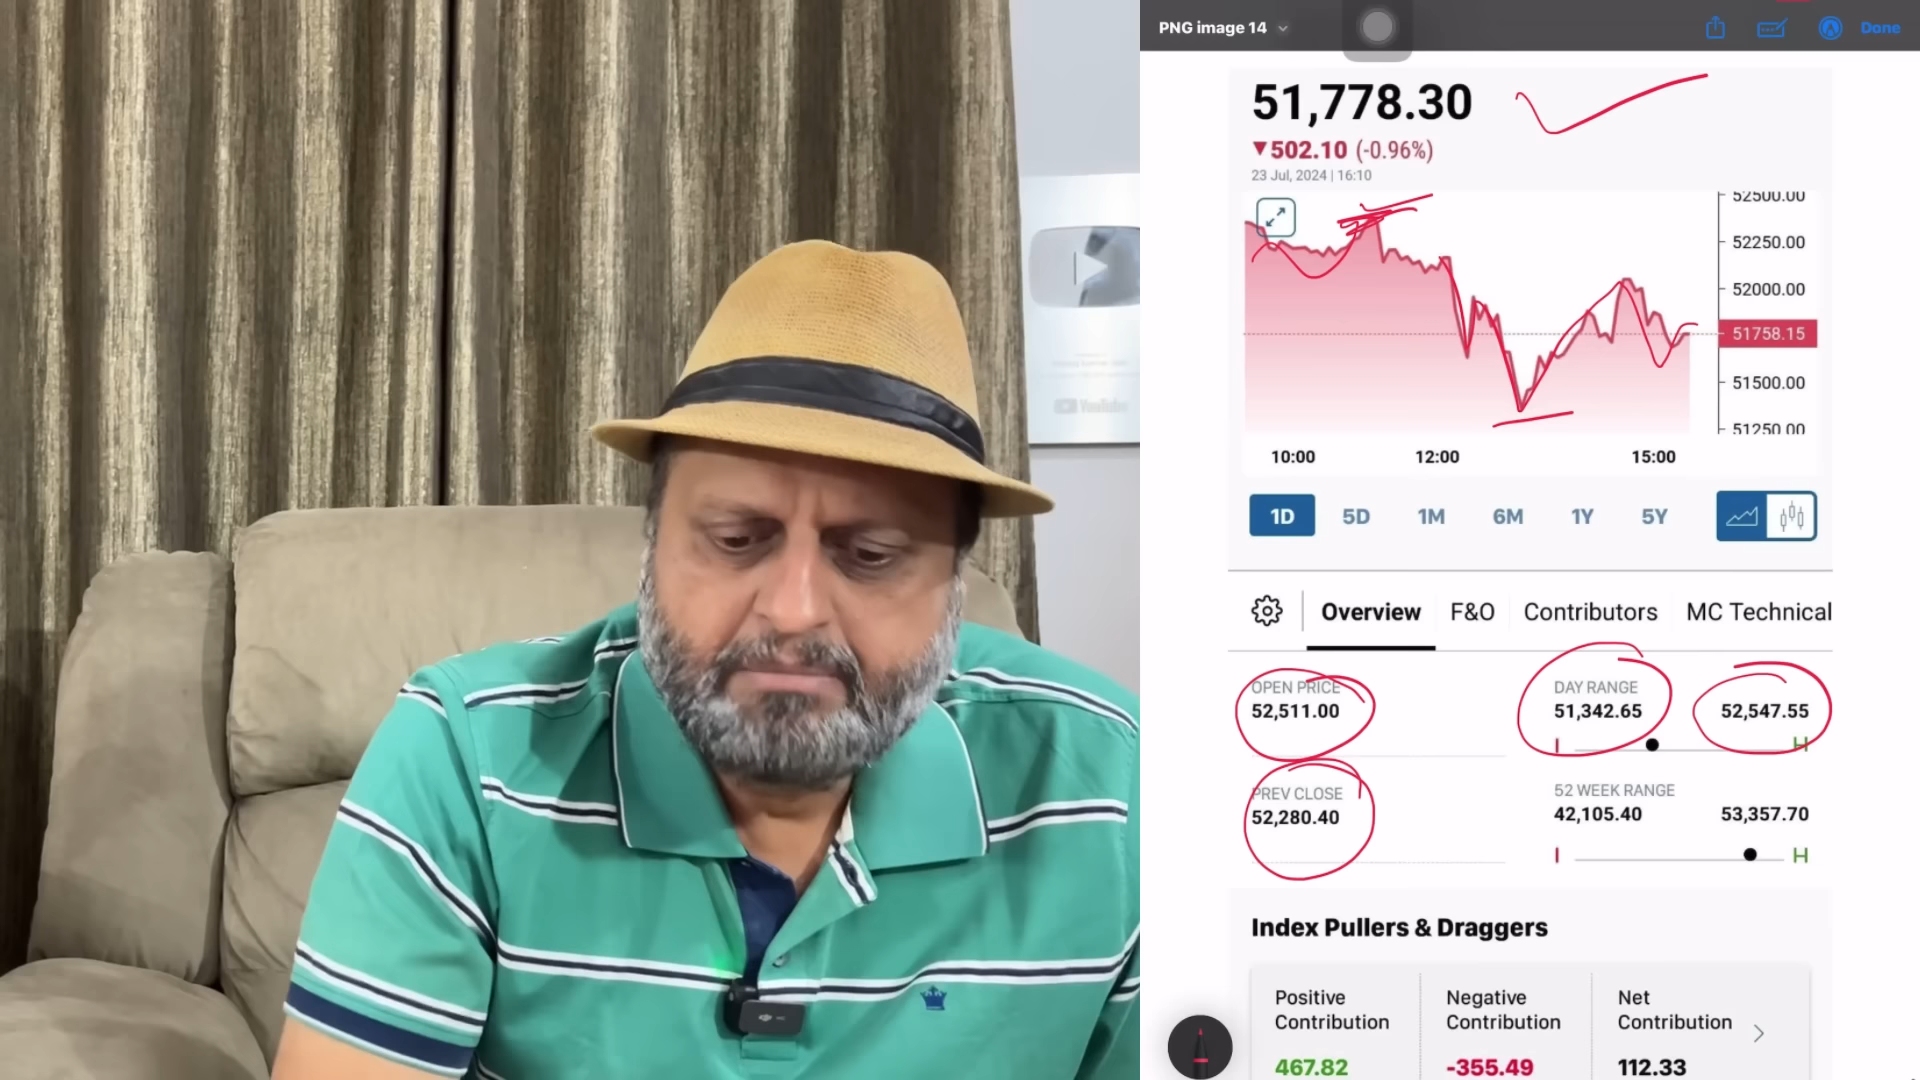 PNG image 14
Done
51,778.30
▼502.10 (-0.96%)
23 Jul, 2024 | 16:10
52500.00
52250.00
52000.00
51758.15
51500.00
51250.00
10:00 12:00 15:00
1D 5D 1M 6M 1Y 5Y
Overview F&O Contributors MC Technical
OPEN PRICE
52,511.00
DAY RANGE
51,342.65 52,547.55
H
PREV CLOSE
52,280.40
52 WEEK RANGE
42,105.40 53,357.70
H
Index Pullers & Draggers
Positive
Contribution
467.82
Negative
Contribution
-355.49
Net
Contribution
112.33
YouTube
dji